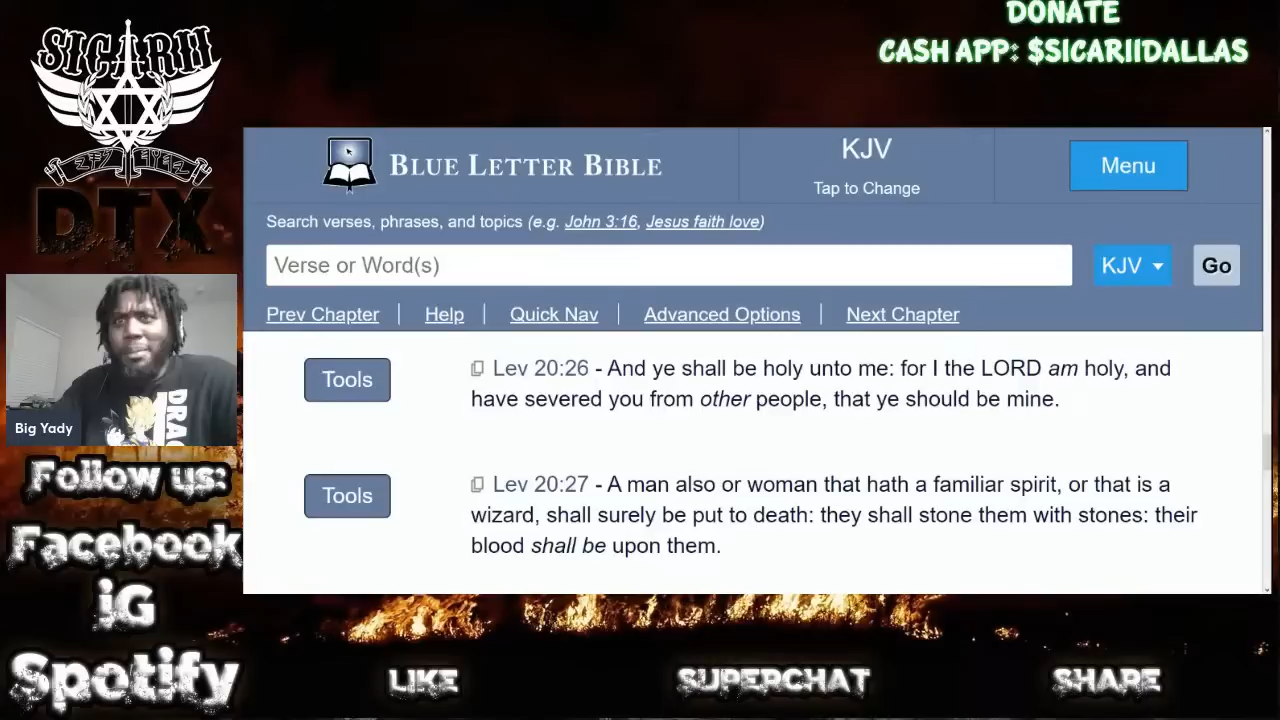 SICARII
DTX
DONATE
CASH APP: $SICARIIDALLAS
BLUE LETTER BIBLE
KJV
Tap to Change
Menu
Search verses, phrases, and topics (e.g. John 3:16, Jesus faith love)
Verse or Word(s)
KJV
Go
Prev Chapter
Help
Quick Nav
Advanced Options
Next Chapter
Tools
Lev 20:26 - And ye shall be holy unto me: for I the LORD am holy, and
have severed you from other people, that ye should be mine.
Tools
Lev 20:27 - A man also or woman that hath a familiar spirit, or that is a
wizard, shall surely be put to death: they shall stone them with stones: their
blood shall be upon them.
DRAG
Big Yady
Follow us:
Facebook
iG
Spotify
LIKE
SUPERCHAT
SHARE